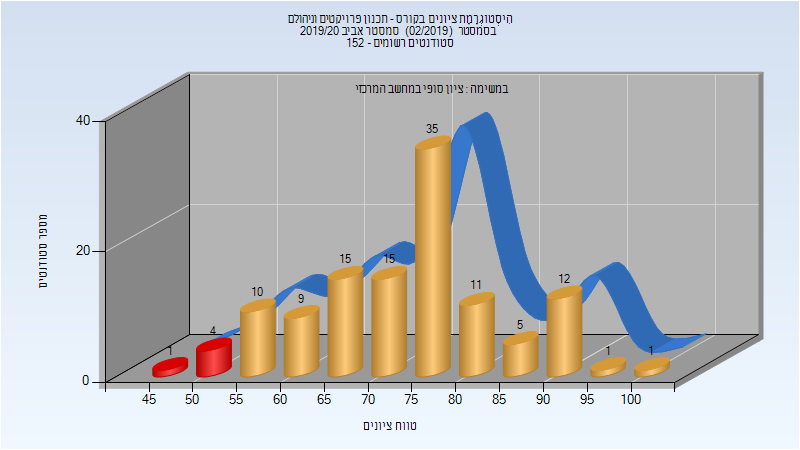 היסטוגרמת ציונים בקורס - תכנון פרויקטים וניהולם
בסמסטר (02/2019) סמסטר אביב 2019/20
סטודנטים רשומים - 152
במשימה : ציון סופי במחשב המרכזי
מספר סטודנטים
40
20
0
1
4
10
9
15
15
35
11
5
12
1
1
45 50 55 60 65 70 75 80 85 90 95 100
טווח ציונים